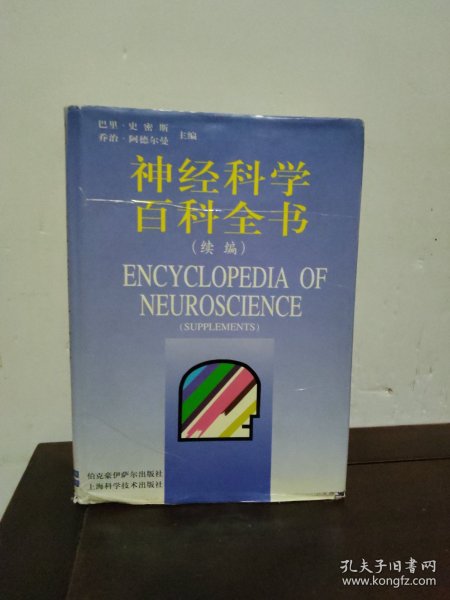 巴里·史密斯
乔治·阿德尔曼 主编
神经科学
百科全书
(续编)
ENCYCLOPEDIA OF
NEUROSCIENCE
(SUPPLEMENTS)
伯克豪伊萨尔出版社
上海科学技术出版社
孔夫子旧书网
www.kongfz.com